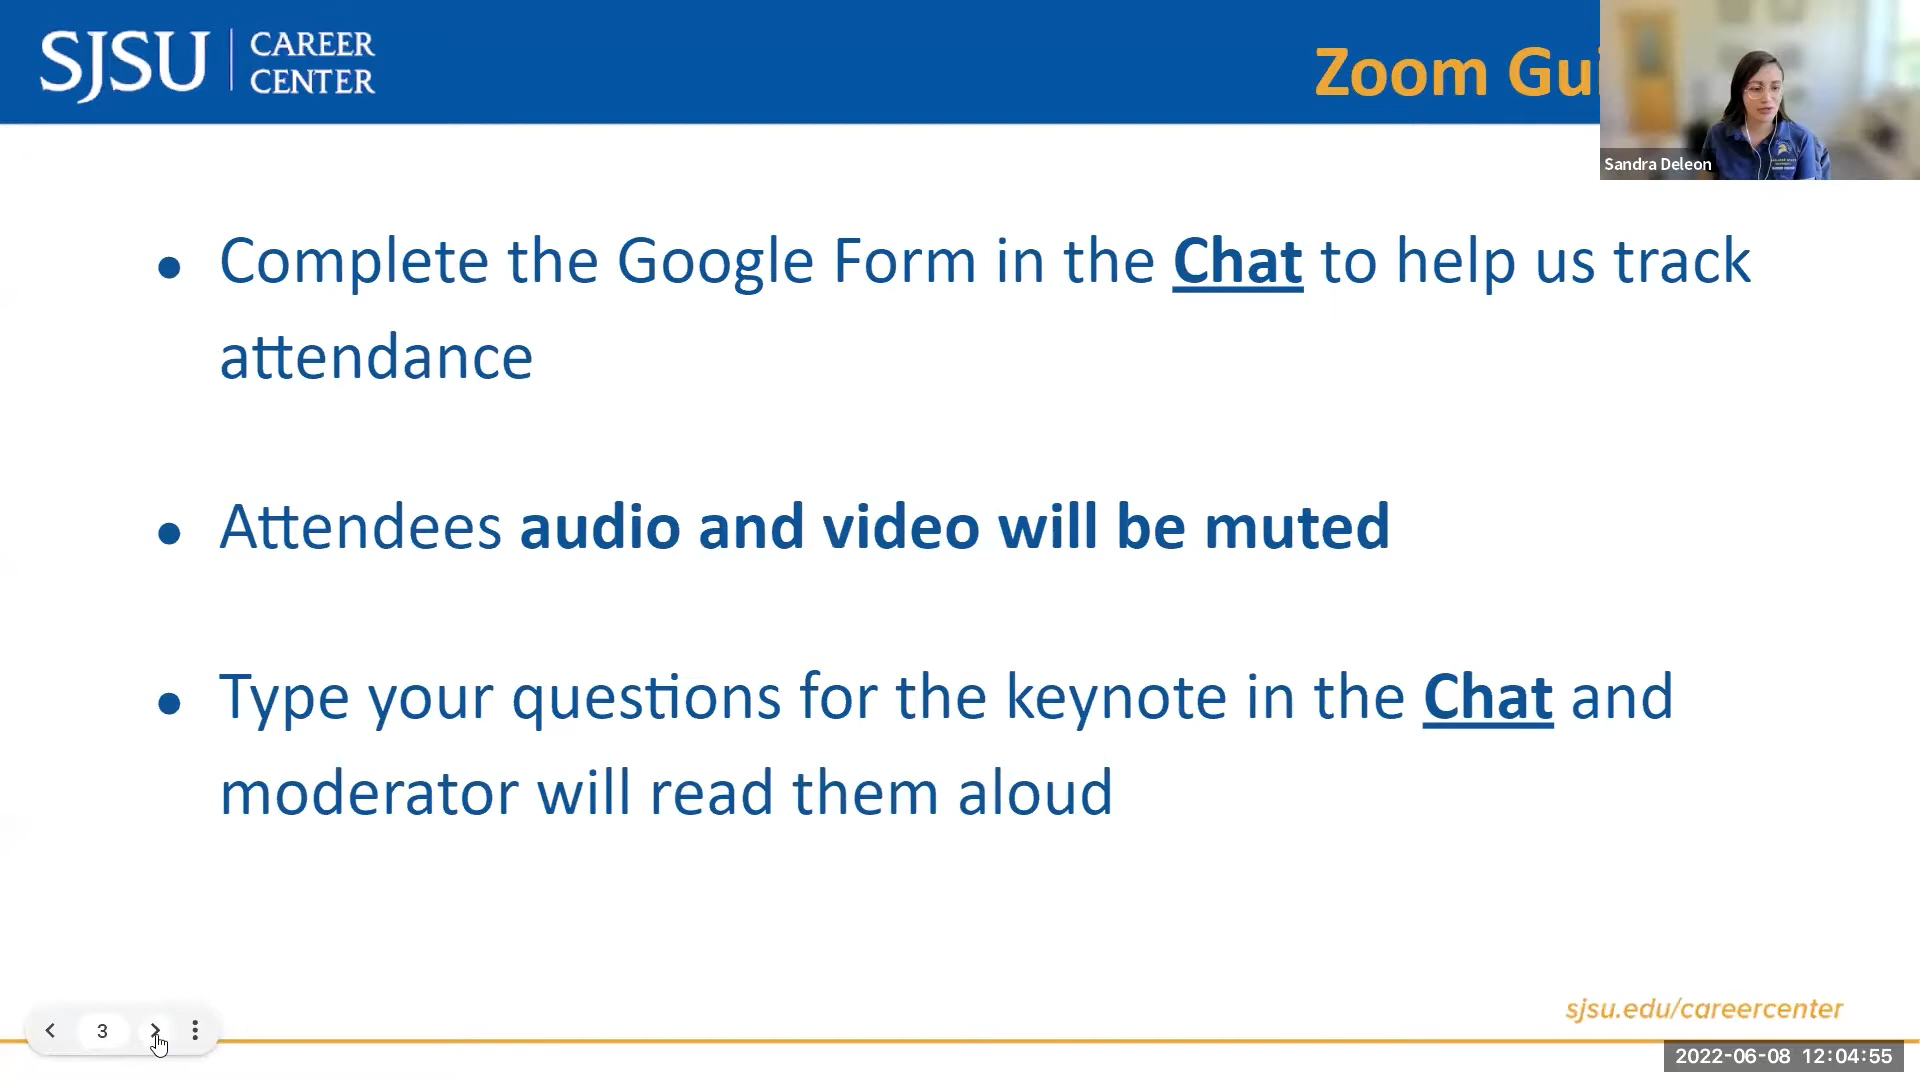 SJSU
CAREER
CENTER
Zoom Gui
Sandra Deleon
• Complete the Google Form in the Chat to help us track
attendance
• Attendees audio and video will be muted
• Type your questions for the keynote in the Chat and
moderator will read them aloud
sjsu.edu/careercenter
3
2022-06-08 12:04:55